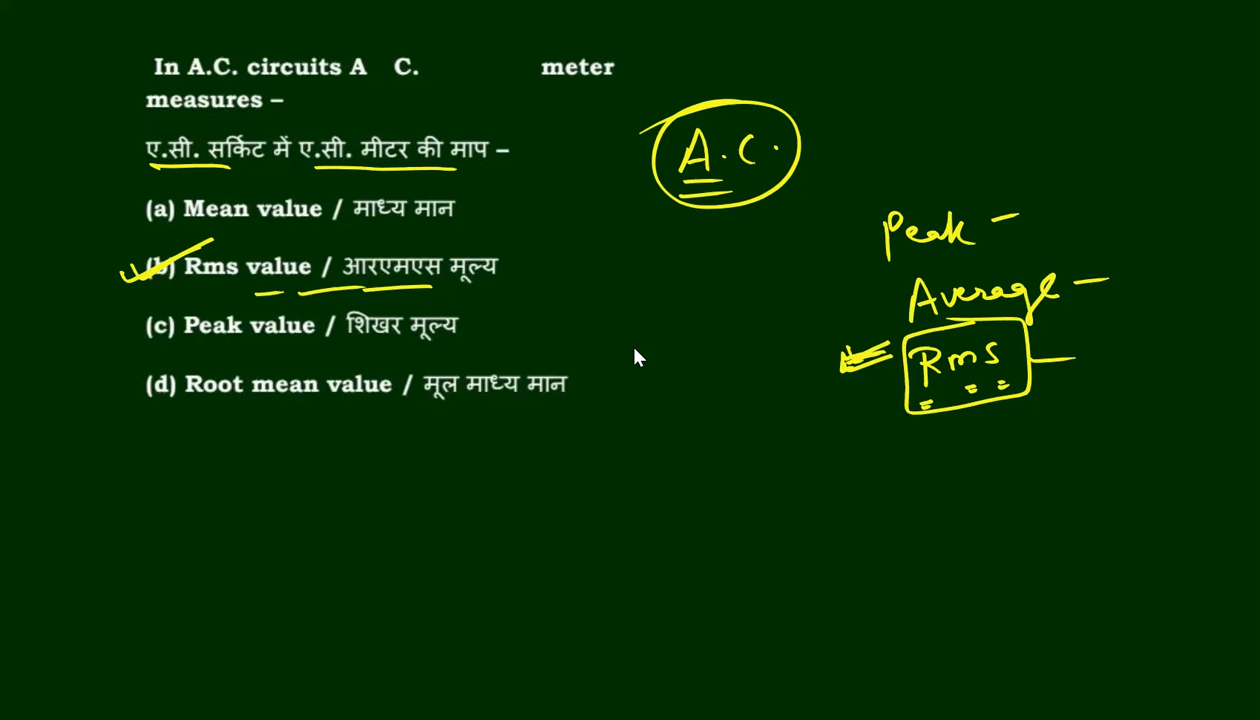 In A.C. circuits A C. meter
measures –
ए.सी. सर्किट में ए.सी. मीटर की माप –
(a) Mean value / माध्य मान
(b) Rms value / आरएमएस मूल्य
(c) Peak value / शिखर मूल्य
(d) Root mean value / मूल माध्य मान
A.C.
Peak –
Average –
Rms –